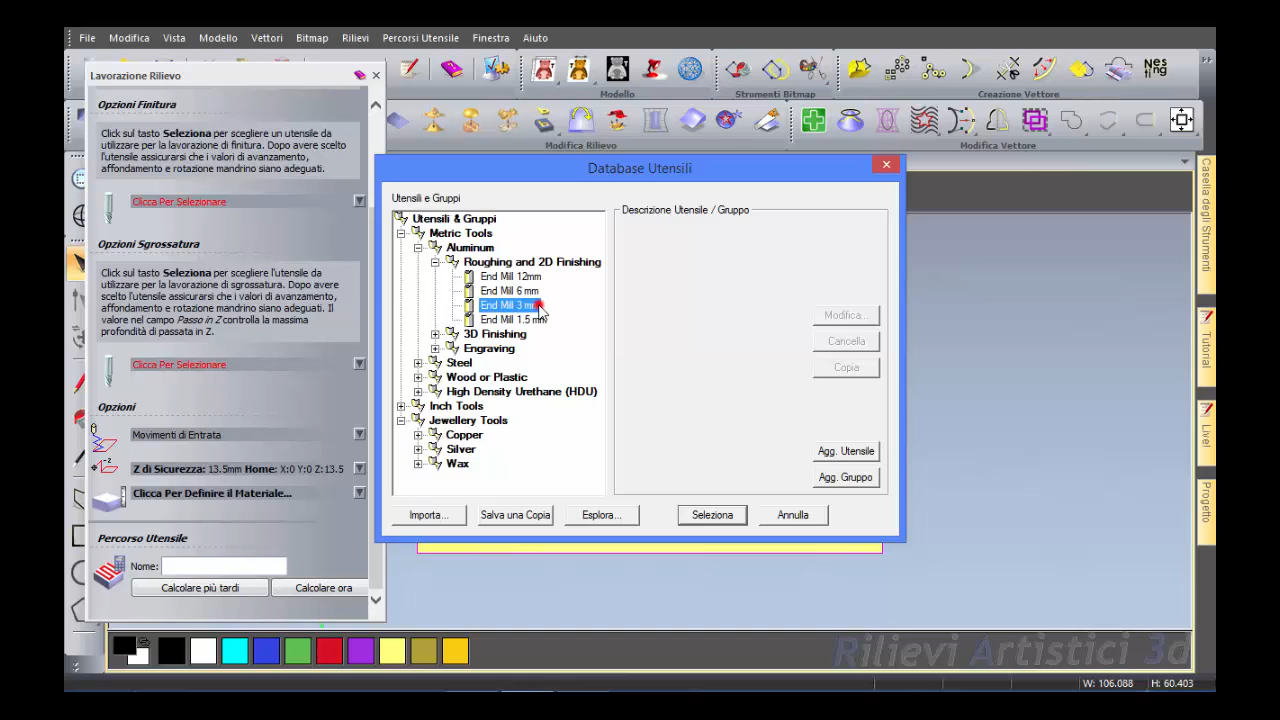 File Modifica Vista Modello Vettori Bitmap Rilievi Percorsi Utensile Finestra Aiuto
Lavorazione Rilievo
Modello Strumenti Bitmap Creazione Vettore
Nes
ting
Modifica Rilievo Modifica Vettore
Opzioni Finitura
Click sul tasto Seleziona per scegliere un utensile da
utilizzare per la lavorazione di finitura. Dopo avere scelto
l'utensile assicurarsi che i valori di avanzamento,
affondamento e rotazione mandrino siano adeguati.
Clicca Per Selezionare
Opzioni Sgrossatura
Click sul tasto Seleziona per scegliere l'utensile da
utilizzare per la lavorazione di sgrossatura. Dopo avere
scelto l'utensile assicurarsi che i valori di avanzamento,
affondamento e rotazione mandrino siano adeguati. Il
valore nel campo Passo in Z controlla la massima
profondità di passata in Z.
Clicca Per Selezionare
Opzioni
Movimenti di Entrata
Z di Sicurezza: 13.5mm Home: X:0 Y:0 Z:13.5
Clicca Per Definire il Materiale...
Percorso Utensile
Nome:
Calcolare più tardi Calcolare ora
Database Utensili
Utensili e Gruppi
Utensili & Gruppi
Metric Tools
Aluminum
Roughing and 2D Finishing
End Mill 12mm
End Mill 6 mm
End Mill 3 mm
End Mill 1.5 mm
3D Finishing
Engraving
Steel
Wood or Plastic
High Density Urethane (HDU)
Inch Tools
Jewellery Tools
Copper
Silver
Wax
Descrizione Utensile / Gruppo
Modifica...
Cancella
Copia
Agg. Utensile
Agg. Gruppo
Importa... Salva una Copia Esplora... Seleziona Annulla
Casella degli Strumenti
Tutorial
Livelli
Progetto
Rilievi Artistici 3d
W: 106.088 H: 60.403